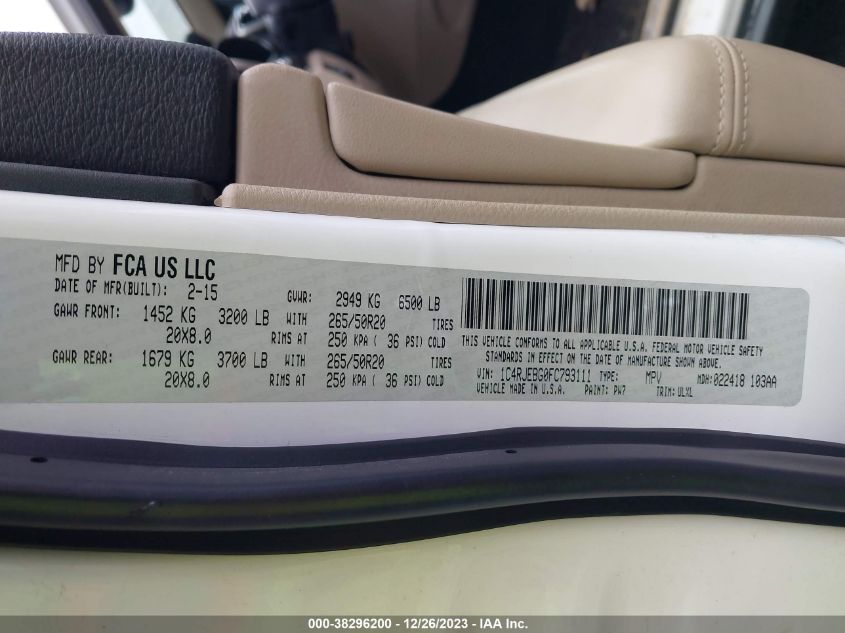 MFD BY FCA US LLC
DATE OF MFR(BUILT): 2-15 GVWR: 2949 KG 6500 LB
GAWR FRONT: 1452 KG 3200 LB WITH 265/50R20 TIRES
20X8.0 RIMS AT 250 KPA ( 36 PSI) COLD
GAWR REAR: 1679 KG 3700 LB WITH 265/50R20 TIRES
20X8.0 RIMS AT 250 KPA ( 36 PSI) COLD
THIS VEHICLE CONFORMS TO ALL APPLICABLE U.S.A. FEDERAL MOTOR VEHICLE SAFETY
STANDARDS IN EFFECT ON THE DATE OF MANUFACTURE SHOWN ABOVE.
VIN: 1C4RJEBG0FC793111 TYPE: MPV MDH:022418 103AA
VEHICLE MADE IN U.S.A. PAINT: PW7 TRIM: ULXL
000-38296200 - 12/26/2023 - IAA Inc.